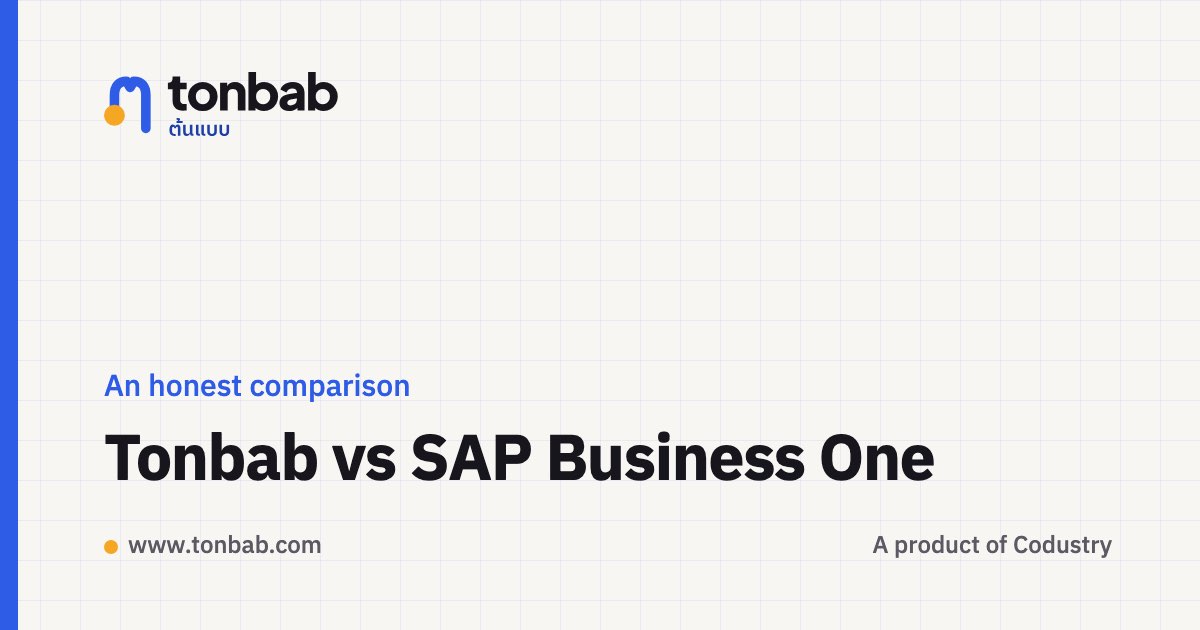 tonbab
ต้นแบบ
An honest comparison
Tonbab vs SAP Business One
www.tonbab.com
A product of Codustry